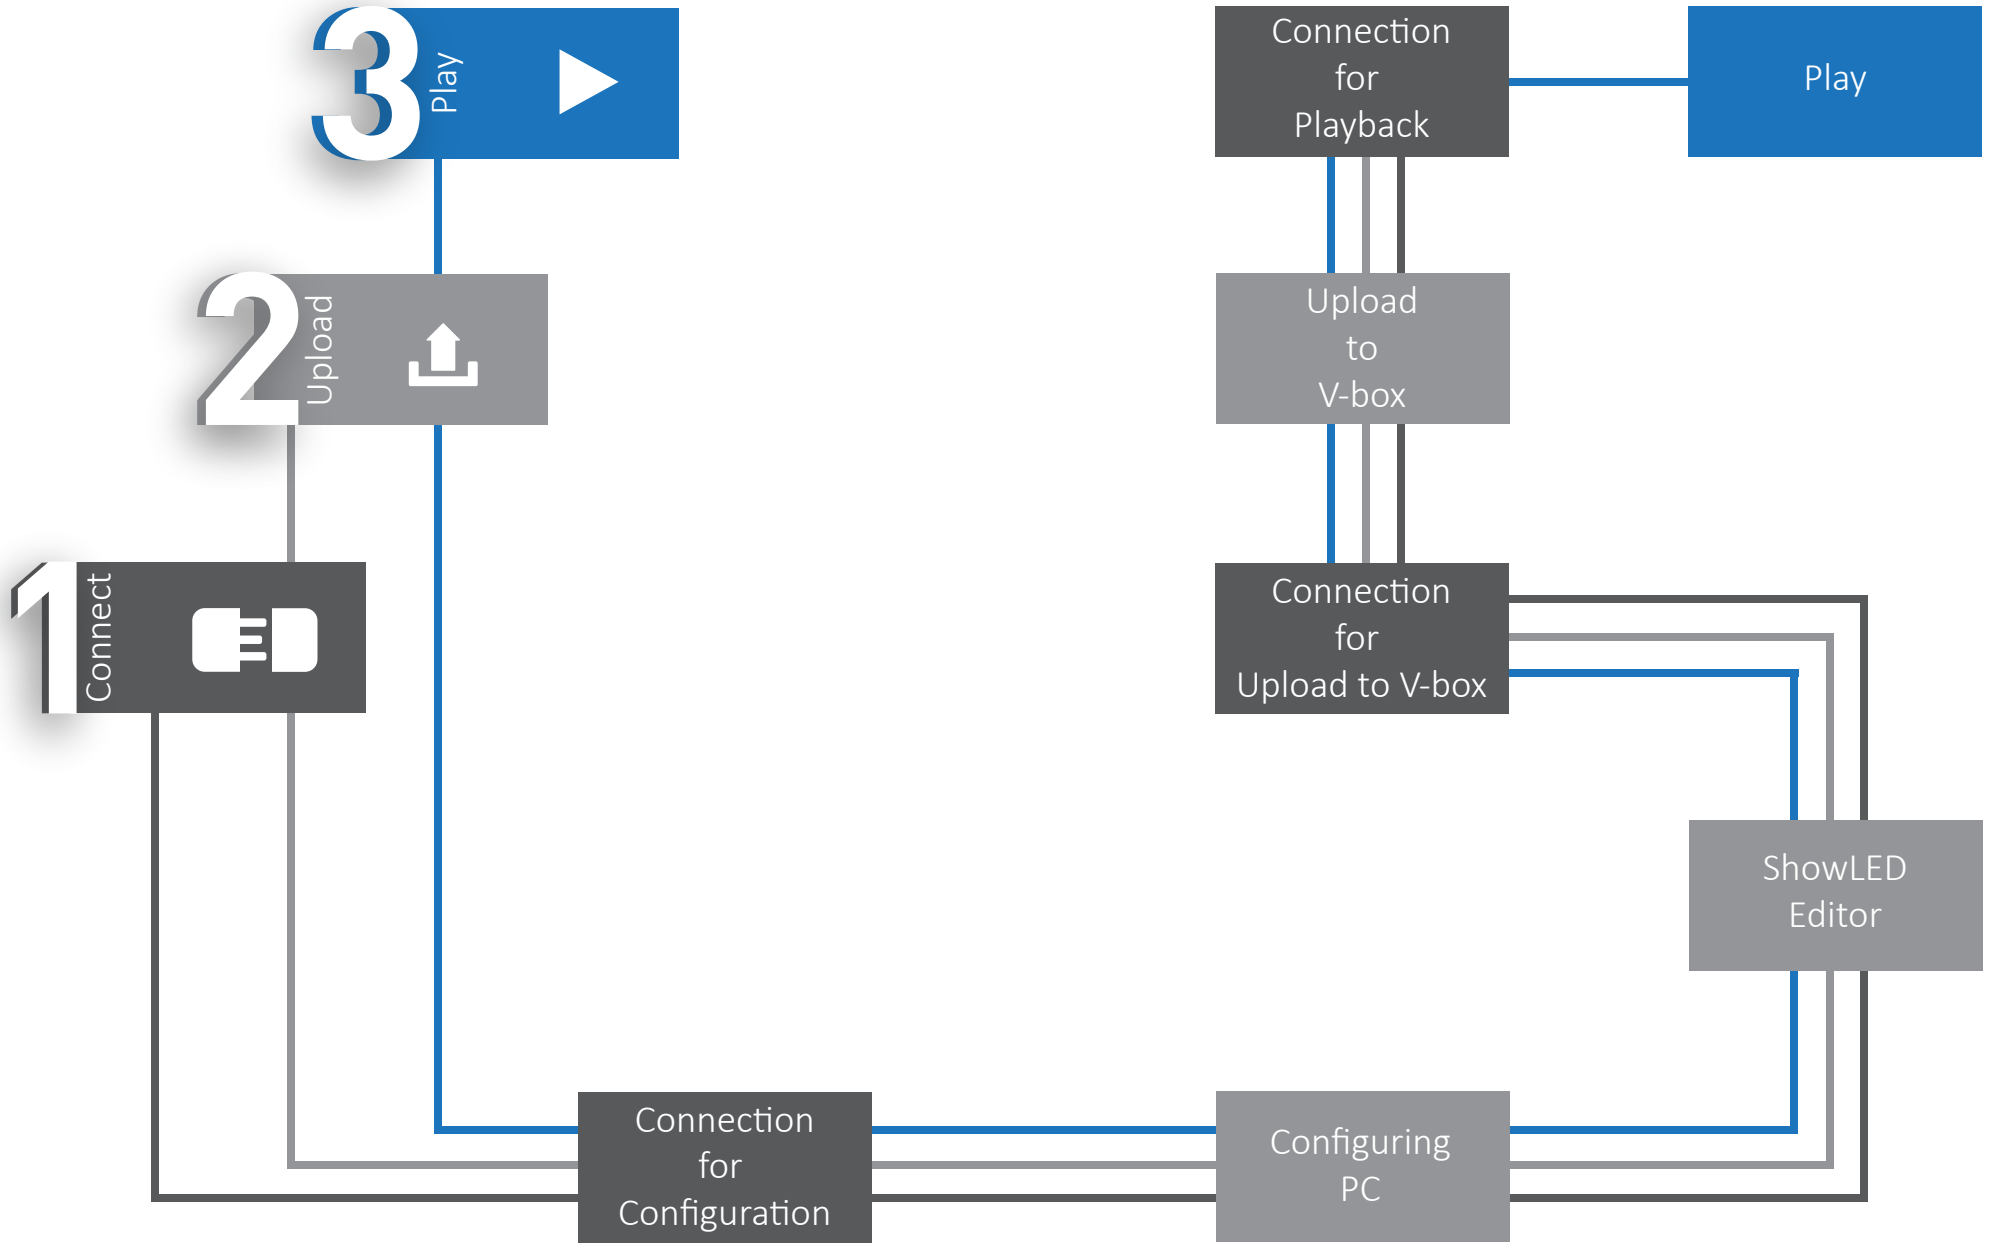 3
Play
2
Upload
1
Connect
Connection
for
Playback
Play
Upload
to
V-box
Connection
for
Upload to V-box
ShowLED
Editor
Connection
for
Configuration
Configuring
PC